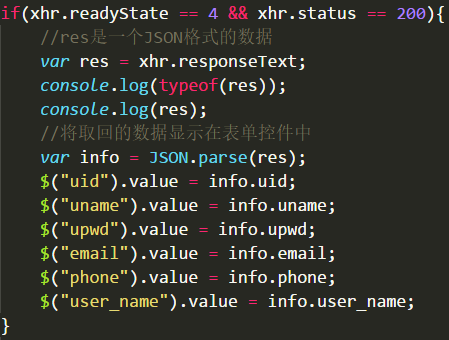 if(xhr.readyState == 4 && xhr.status == 200){
//res是一个JSON格式的数据
var res = xhr.responseText;
console.log(typeof(res));
console.log(res);
//将取回的数据显示在表单控件中
var info = JSON.parse(res);
$("uid").value = info.uid;
$("uname").value = info.uname;
$("upwd").value = info.upwd;
$("email").value = info.email;
$("phone").value = info.phone;
$("user_name").value = info.user_name;
}